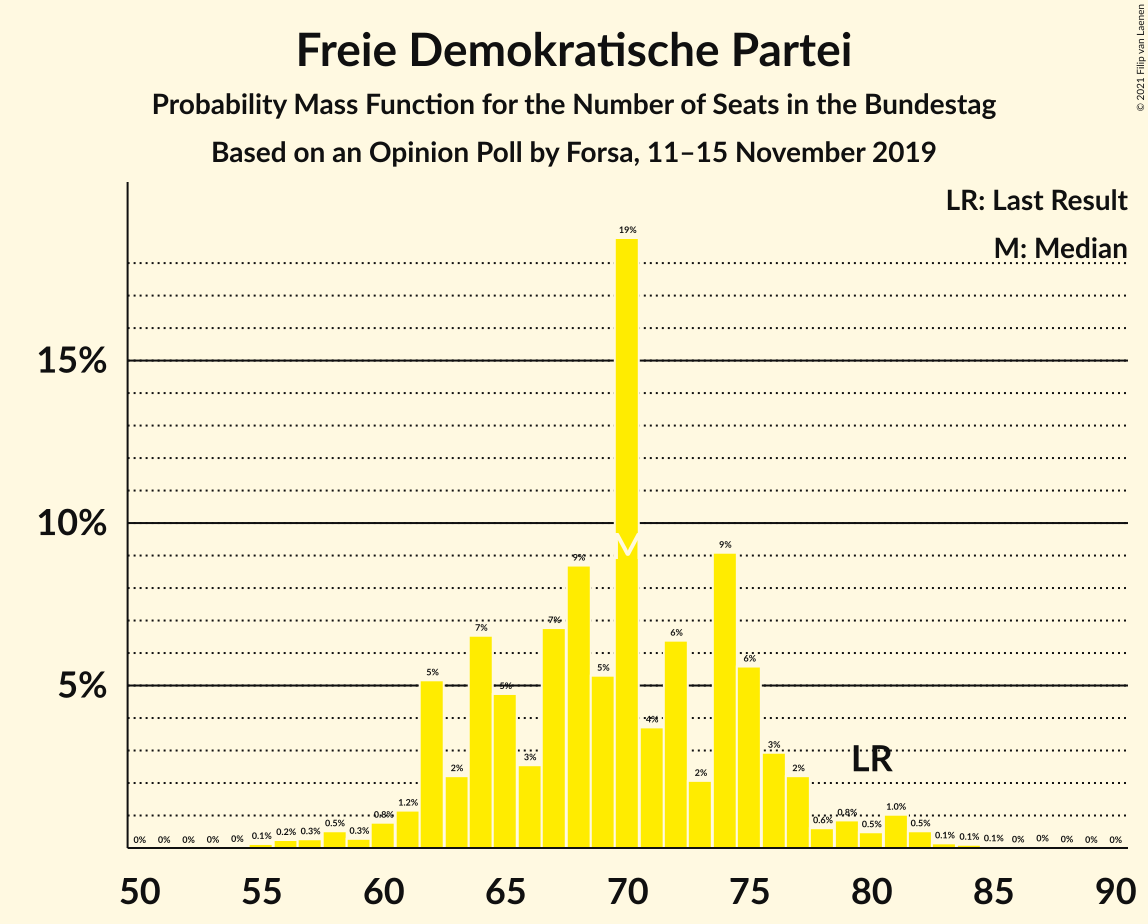 Freie Demokratische Partei
Probability Mass Function for the Number of Seats in the Bundestag
Based on an Opinion Poll by Forsa, 11–15 November 2019
© 2021 Filip van Laenen
LR: Last Result
M: Median
15%
10%
5%
0% 0% 0% 0% 0% 0.1% 0.2% 0.3% 0.5% 0.3% 0.8% 1.2% 5% 2% 7% 5% 3% 7% 9% 5% 19% 4% 6% 2% 9% 6% 3% 2% 0.6% 0.8% 0.5% 1.0% 0.5% 0.1% 0.1% 0.1% 0% 0% 0% 0% 0%
M
LR
50 55 60 65 70 75 80 85 90